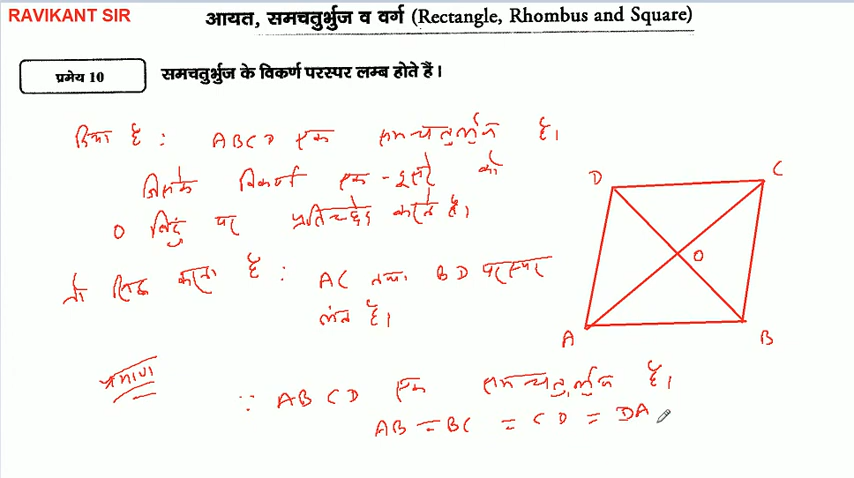 RAVIKANT SIR
आयत, समचतुर्भुज व वर्ग (Rectangle, Rhombus and Square)
प्रमेय 10
समचतुर्भुज के विकर्ण परस्पर लम्ब होते हैं।
दिया है : ABCD एक समचतुर्भुज है।
जिसके विकर्ण एक-दूसरे को
O बिंदु पर प्रतिच्छेद करते है।
तो सिद्ध करना है : AC तथा BD परस्पर
लंब है।
D
C
O
A
B
प्रमाण
∵ ABCD एक समचतुर्भुज है।
AB = BC = CD = DA